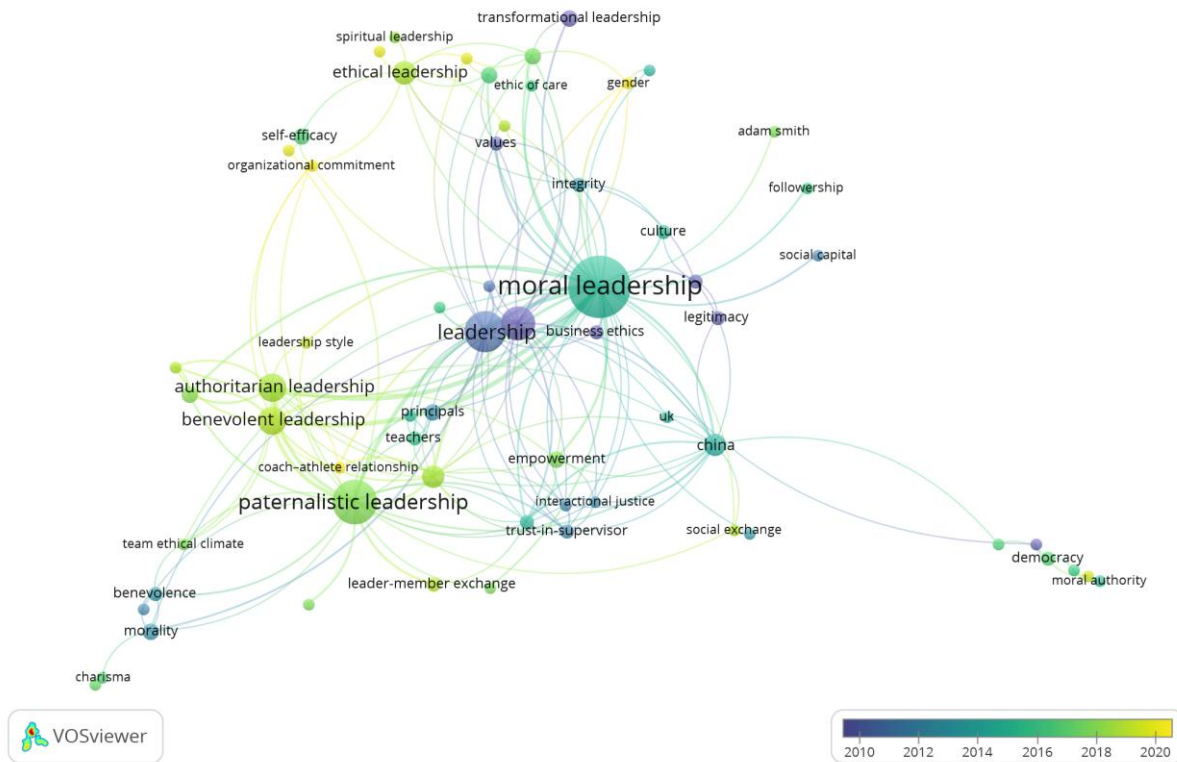 transformational leadership
spiritual leadership
ethical leadership
ethic of care
gender
self-efficacy
adam smith
values
organizational commitment
integrity
followership
culture
social capital
moral leadership
legitimacy
leadership
business ethics
leadership style
authoritarian leadership
benevolent leadership
principals
uk
teachers
china
empowerment
coach–athlete relationship
paternalistic leadership
interactional justice
trust-in-supervisor
social exchange
team ethical climate
democracy
moral authority
leader-member exchange
benevolence
morality
charisma
VOSviewer
2010 2012 2014 2016 2018 2020